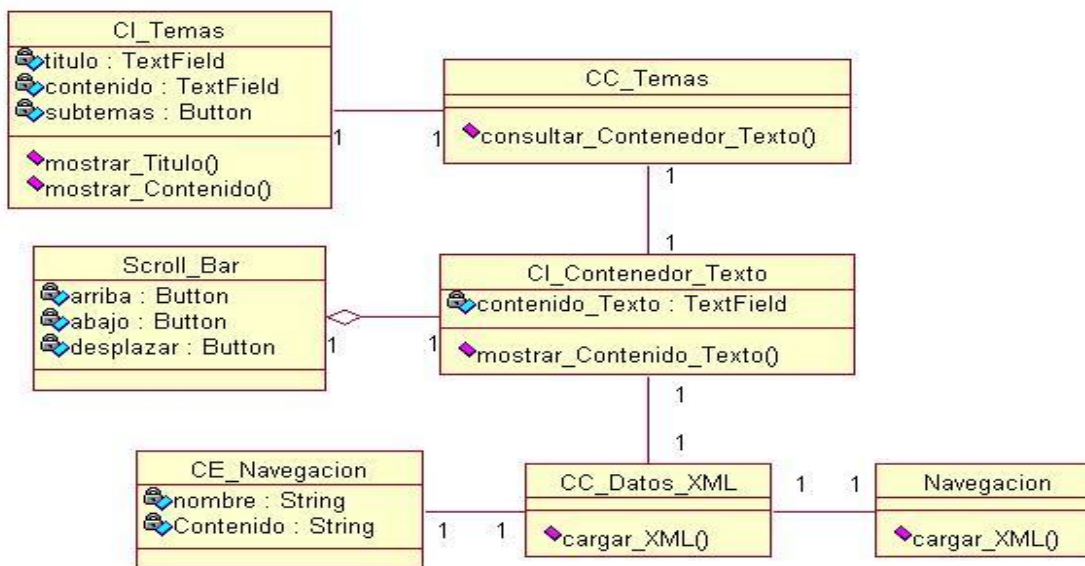 CI_Temas
titulo : TextField
contenido : TextField
subtemas : Button
mostrar_Titulo()
mostrar_Contenido()
1
1
CC_Temas
consultar_Contenedor_Texto()
1
1
Scroll_Bar
arriba : Button
abajo : Button
desplazar : Button
1
1
CI_Contenedor_Texto
contenido_Texto : TextField
mostrar_Contenido_Texto()
1
1
CE_Navegacion
nombre : String
Contenido : String
1
1
CC_Datos_XML
cargar_XML()
1
1
Navegacion
cargar_XML()